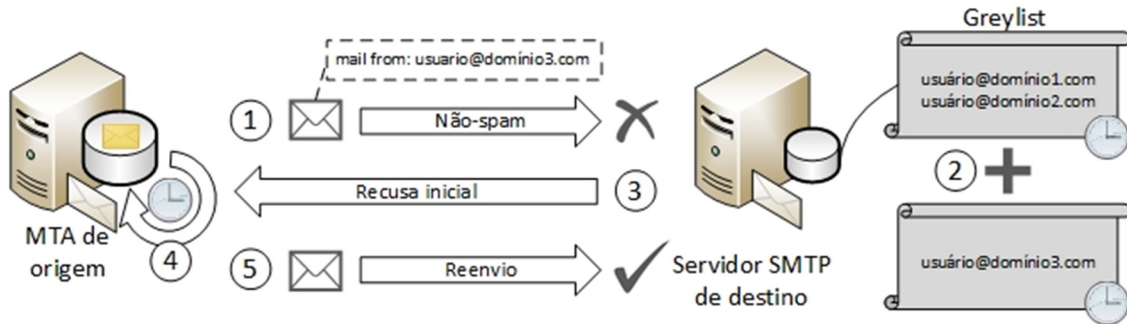 Greylist
mail from: usuario@domínio3.com
usuário@domínio1.com
usuário@domínio2.com
1
Não-spam
2
Recusa inicial
3
MTA de
origem
4
5
Reenvio
Servidor SMTP
de destino
usuário@domínio3.com